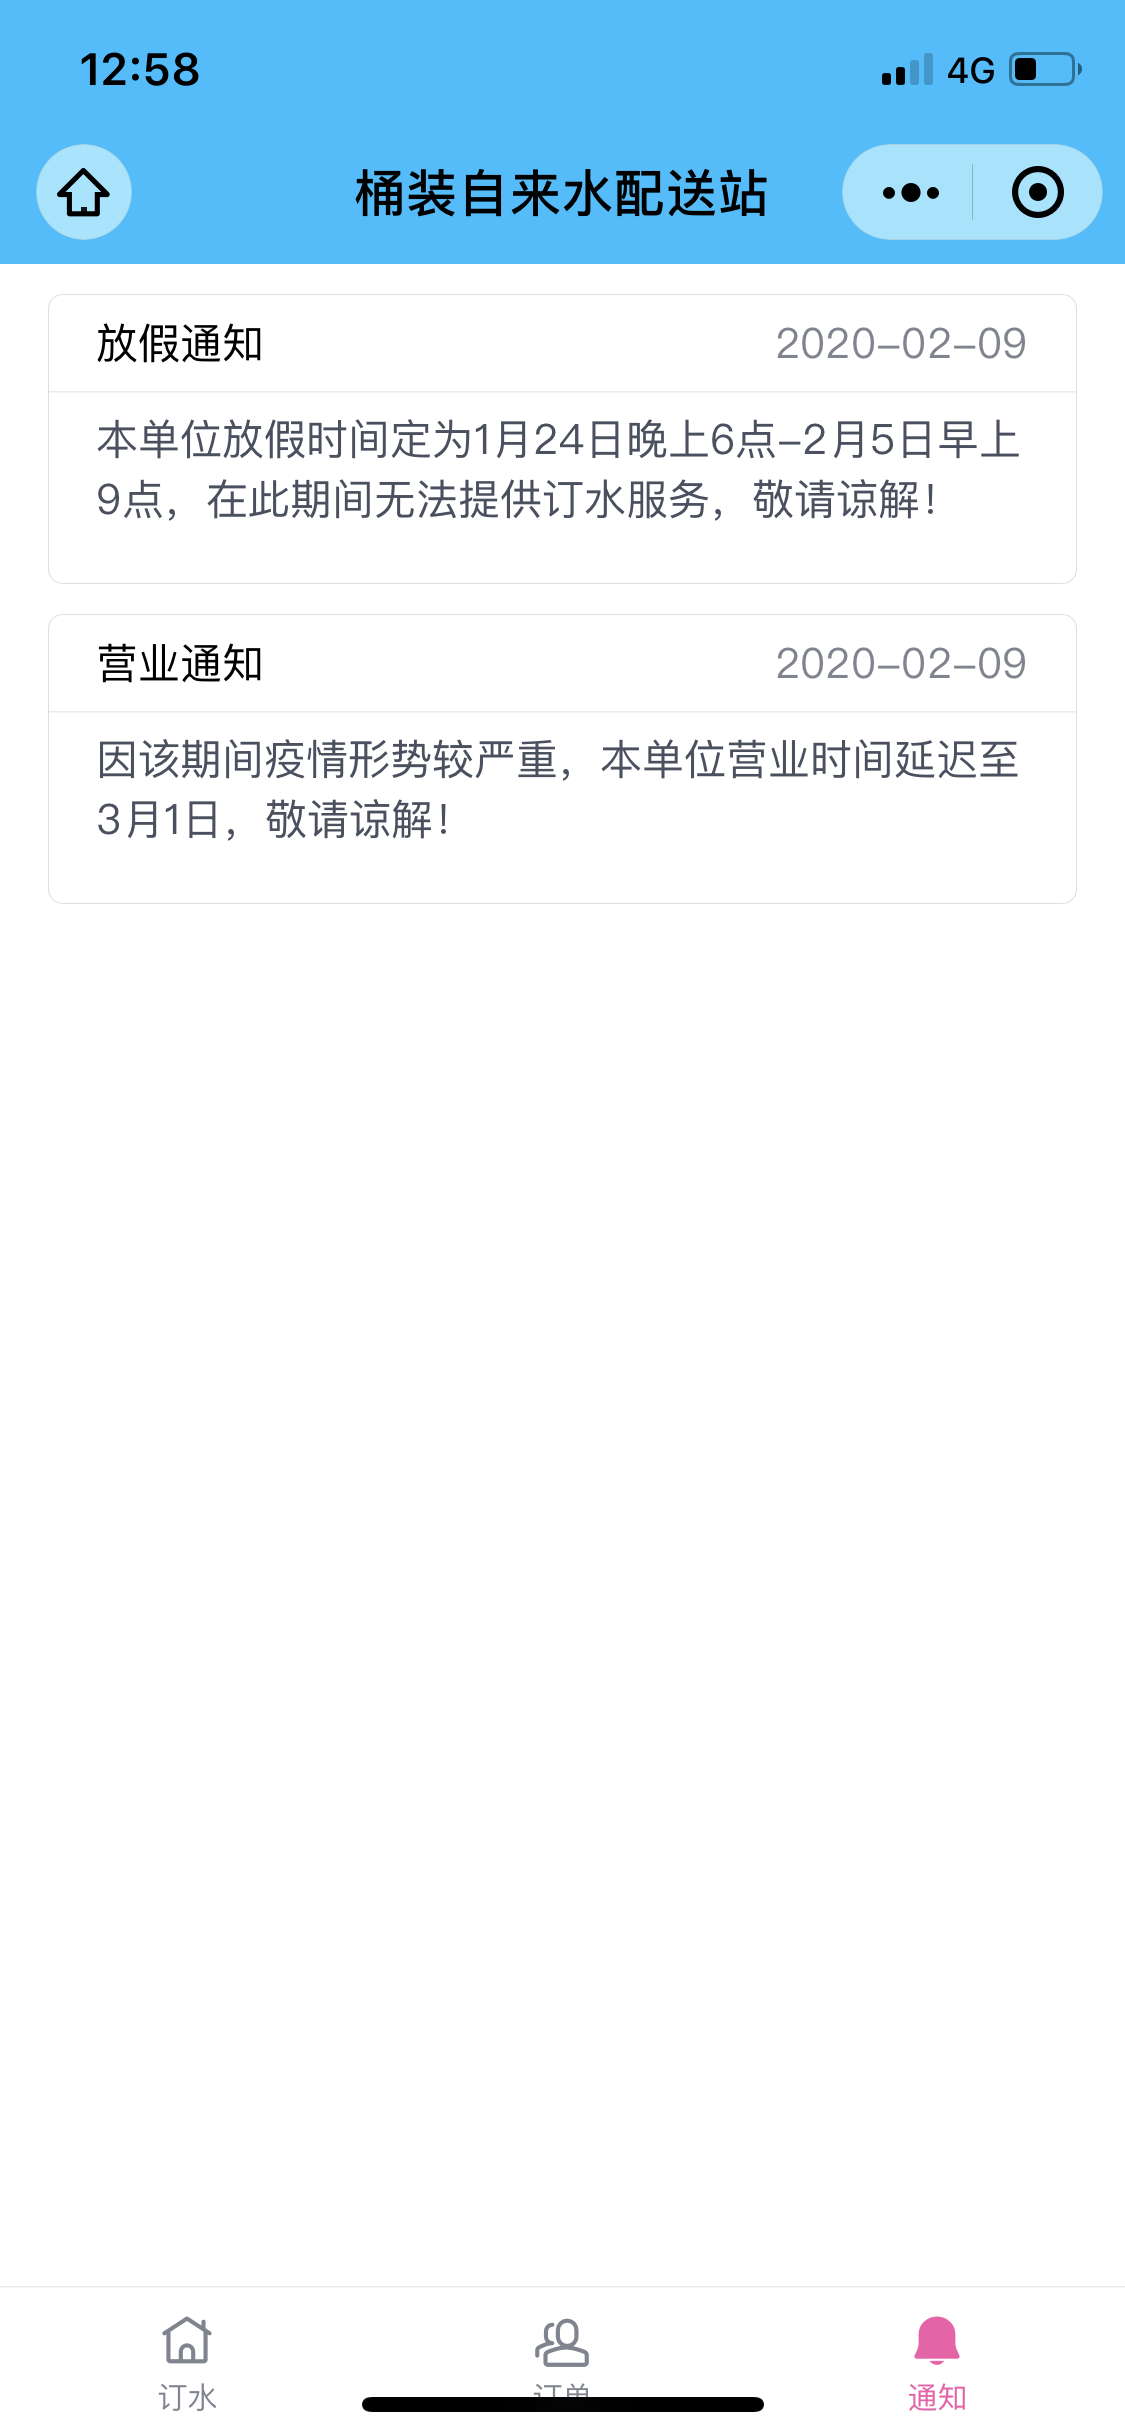 12:58
4G
桶装自来水配送站
放假通知 2020-02-09
本单位放假时间定为1月24日晚上6点-2月5日早上
9点，在此期间无法提供订水服务，敬请谅解！
营业通知 2020-02-09
因该期间疫情形势较严重，本单位营业时间延迟至
3月1日，敬请谅解！
订水 订单 通知